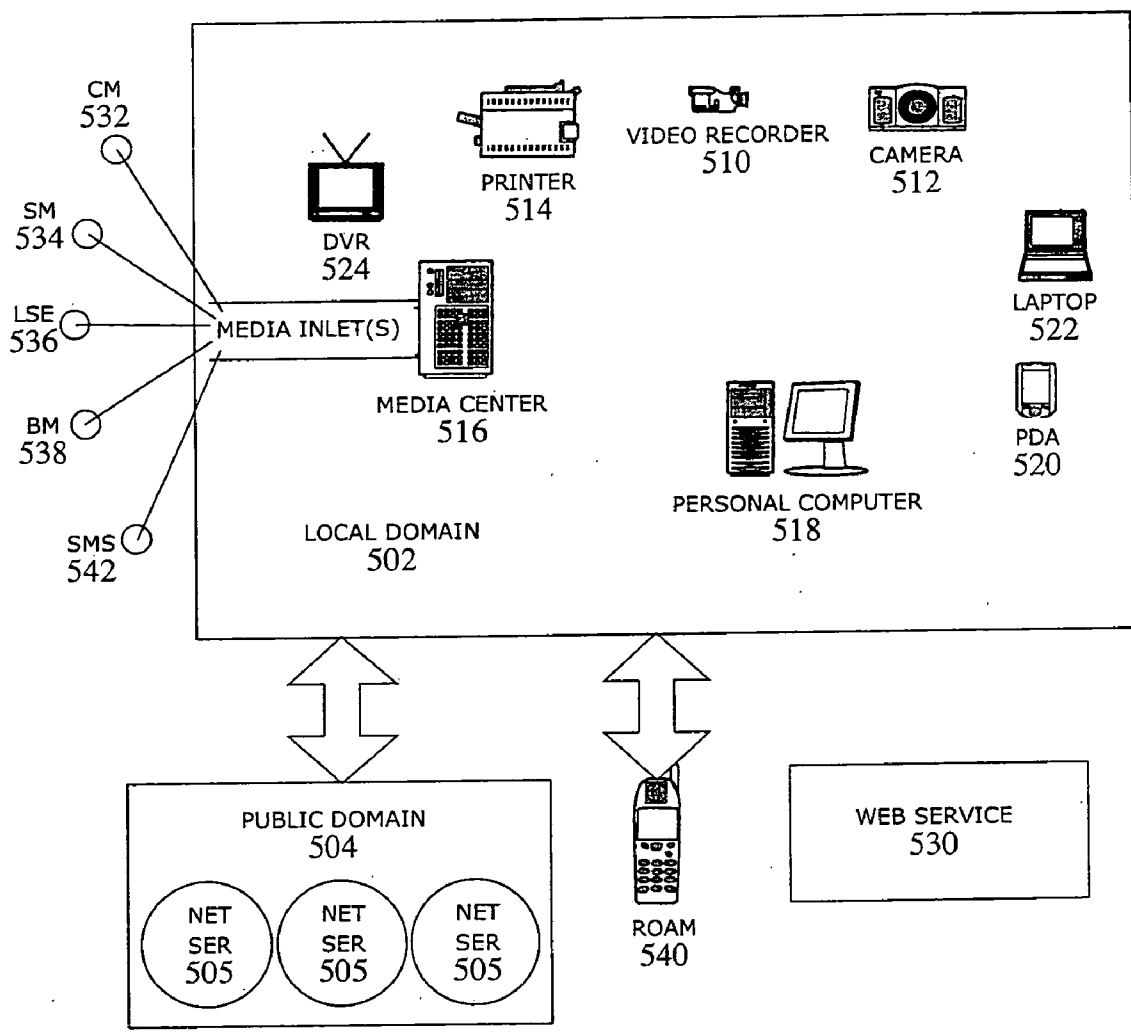 CM
532
SM
534
LSE
536
BM
538
SMS
542
MEDIA INLET(S)
DVR
524
PRINTER
514
VIDEO RECORDER
510
CAMERA
512
LAPTOP
522
PDA
520
MEDIA CENTER
516
PERSONAL COMPUTER
518
LOCAL DOMAIN
502
PUBLIC DOMAIN
504
NET
SER
505
NET
SER
505
NET
SER
505
ROAM
540
WEB SERVICE
530